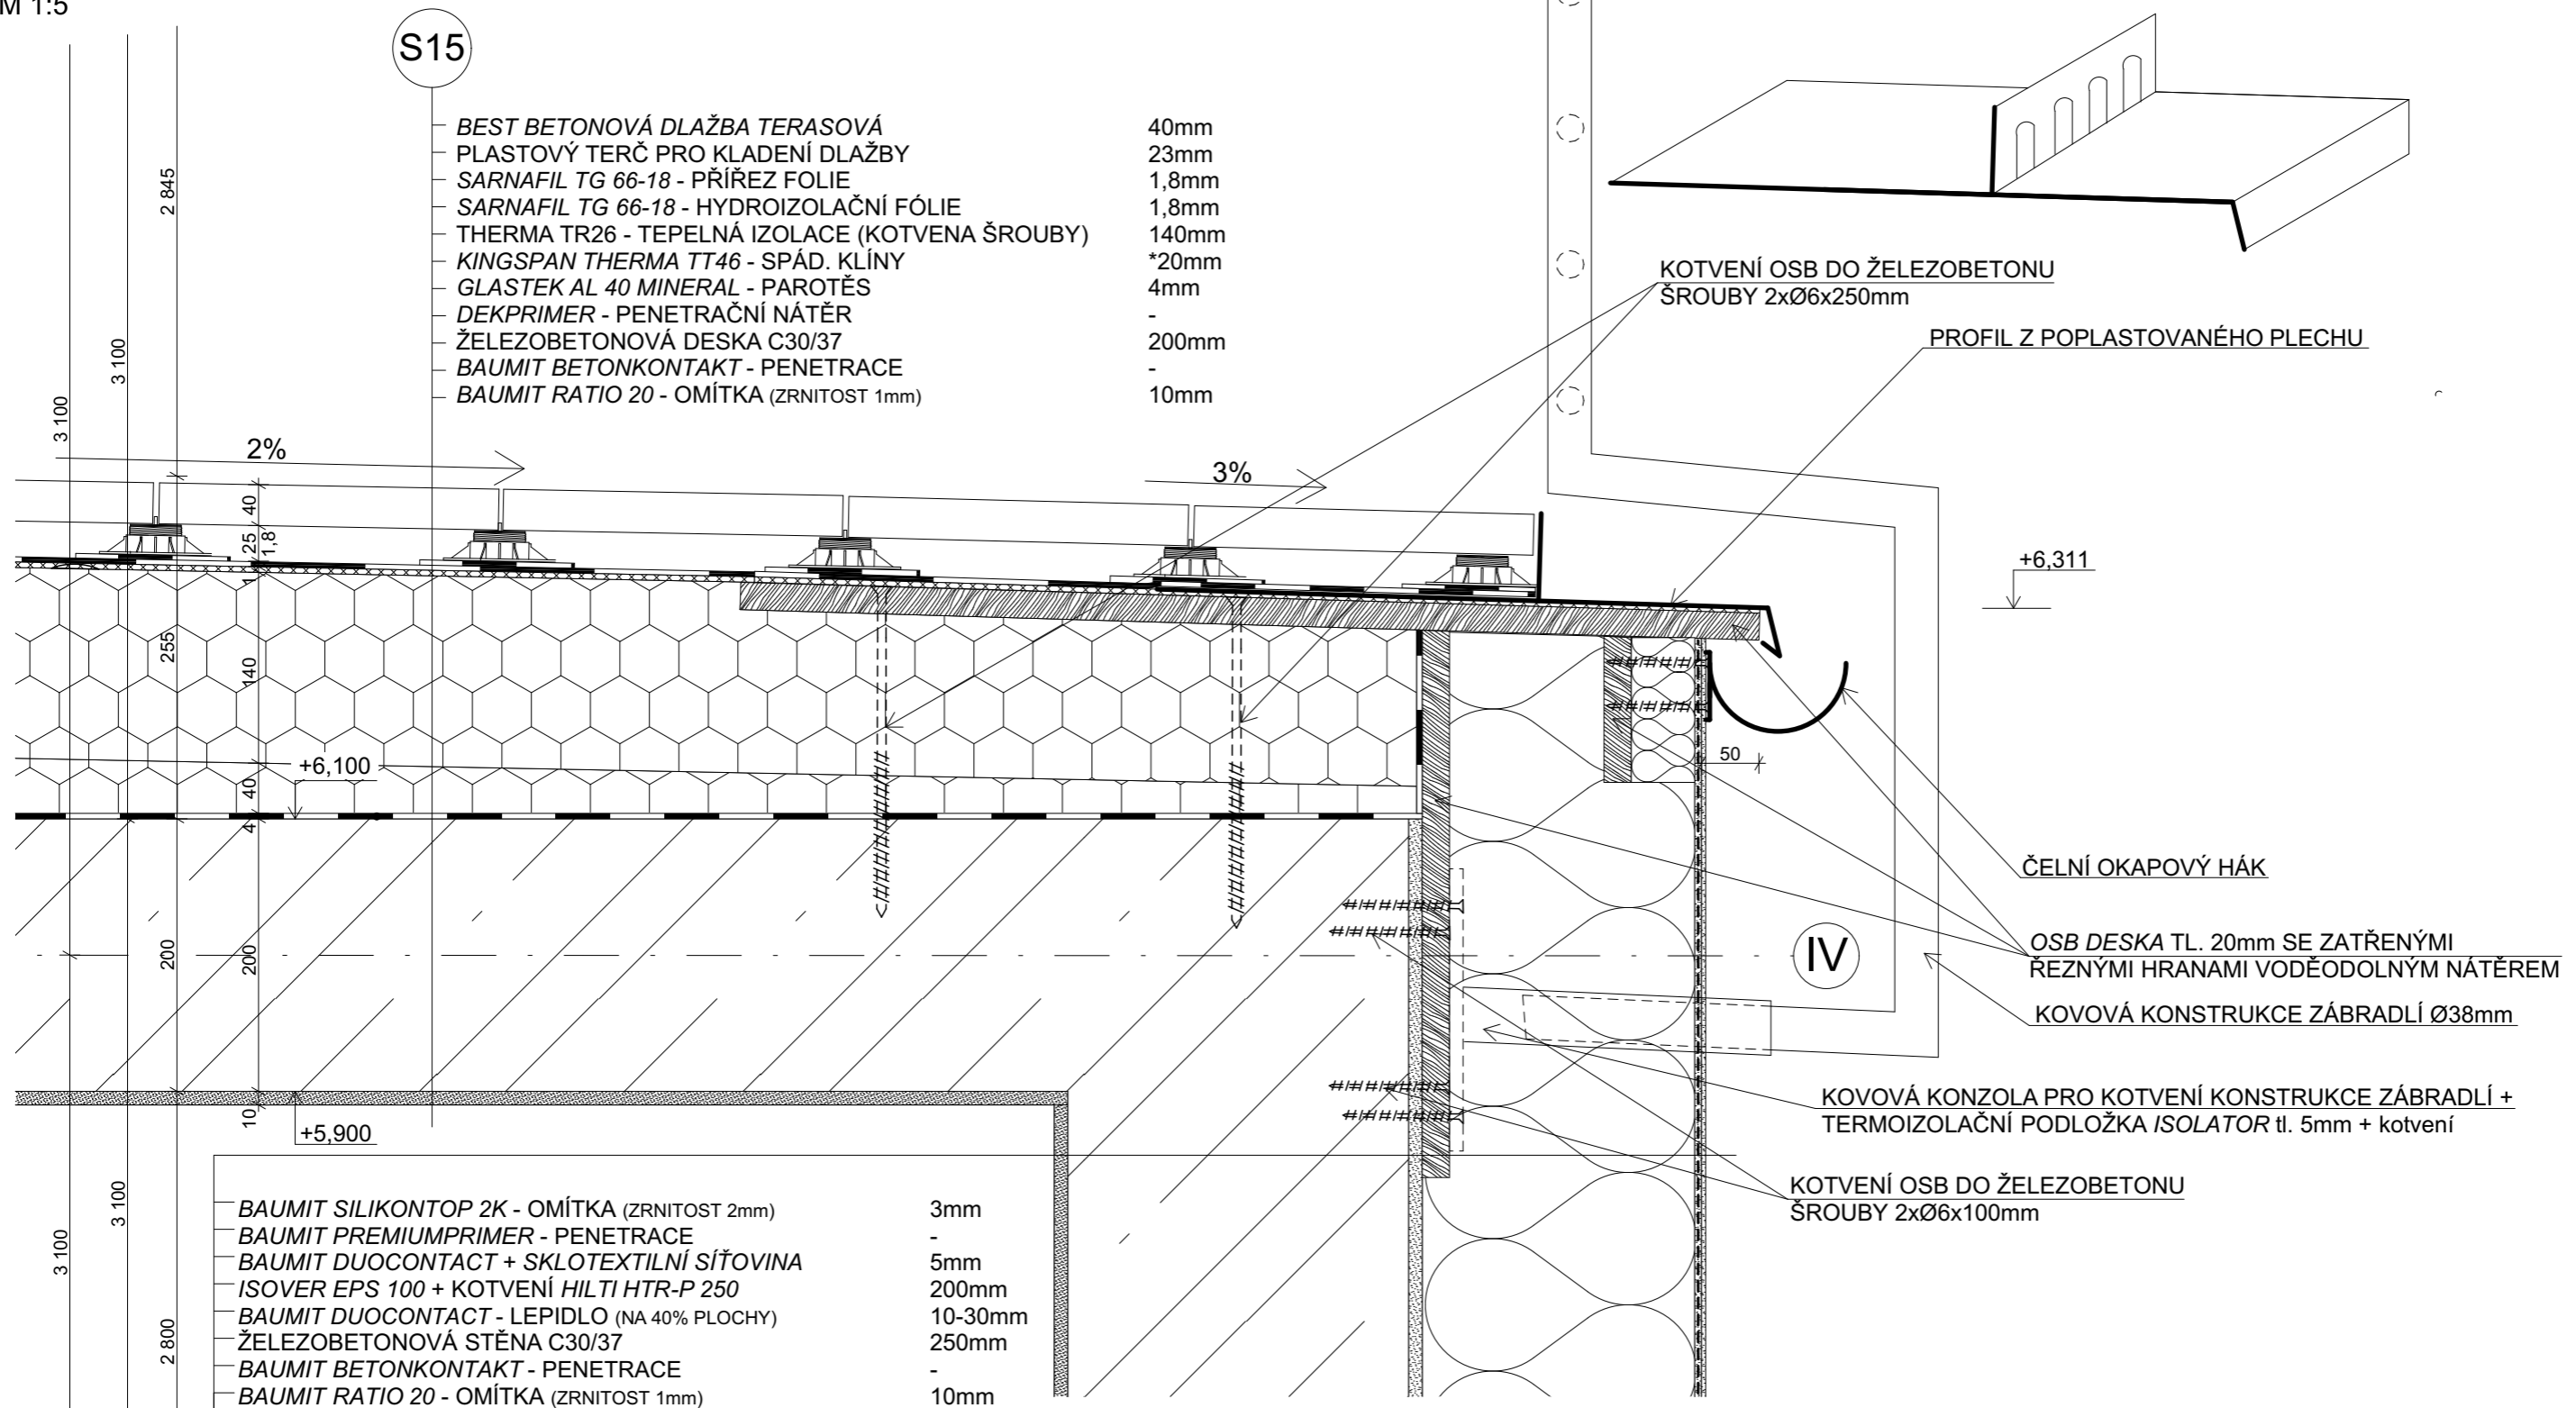 M 1:5
S15
BEST BETONOVÁ DLAŽBA TERASOVÁ 40mm
PLASTOVÝ TERČ PRO KLADENÍ DLAŽBY 23mm
SARNAFIL TG 66-18 - PŘÍŘEZ FOLIE 1,8mm
SARNAFIL TG 66-18 - HYDROIZOLAČNÍ FÓLIE 1,8mm
THERMA TR26 - TEPELNÁ IZOLACE (KOTVENA ŠROUBY) 140mm
KINGSPAN THERMA TT46 - SPÁD. KLÍNY *20mm
GLASTEK AL 40 MINERAL - PAROTĚS 4mm
DEKPRIMER - PENETRAČNÍ NÁTĚR -
ŽELEZOBETONOVÁ DESKA C30/37 200mm
BAUMIT BETONKONTAKT - PENETRACE -
BAUMIT RATIO 20 - OMÍTKA (ZRNITOST 1mm) 10mm
KOTVENÍ OSB DO ŽELEZOBETONU
ŠROUBY 2xØ6x250mm
PROFIL Z POPLASTOVANÉHO PLECHU
2 845
3 100
3 100
2%
3%
40
25
1,8
1
255
140
40
4
200
200
10
+6,100
+5,900
+6,311
50
IV
ČELNÍ OKAPOVÝ HÁK
OSB DESKA TL. 20mm SE ZATŘENÝMI
ŘEZNÝMI HRANAMI VODĚODOLNÝM NÁTĚREM
KOVOVÁ KONSTRUKCE ZÁBRADLÍ Ø38mm
KOVOVÁ KONZOLA PRO KOTVENÍ KONSTRUKCE ZÁBRADLÍ +
TERMOIZOLAČNÍ PODLOŽKA ISOLATOR tl. 5mm + kotvení
KOTVENÍ OSB DO ŽELEZOBETONU
ŠROUBY 2xØ6x100mm
3 100
3 100
2 800
BAUMIT SILIKONTOP 2K - OMÍTKA (ZRNITOST 2mm) 3mm
BAUMIT PREMIUMPRIMER - PENETRACE -
BAUMIT DUOCONTACT + SKLOTEXTILNÍ SÍŤOVINA 5mm
ISOVER EPS 100 + KOTVENÍ HILTI HTR-P 250 200mm
BAUMIT DUOCONTACT - LEPIDLO (NA 40% PLOCHY) 10-30mm
ŽELEZOBETONOVÁ STĚNA C30/37 250mm
BAUMIT BETONKONTAKT - PENETRACE -
BAUMIT RATIO 20 - OMÍTKA (ZRNITOST 1mm) 10mm